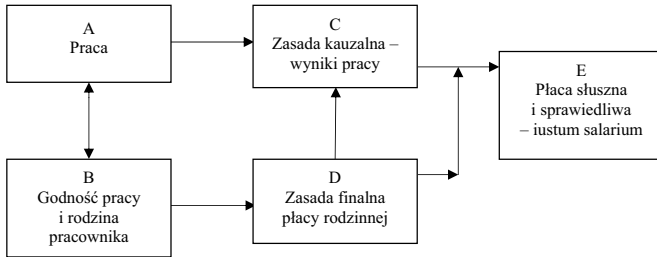 A
Praca
C
Zasada kauzalna –
wyniki pracy
E
Płaca słuszna
i sprawiedliwa
– iustum salarium
B
Godność pracy
i rodzina
pracownika
D
Zasada finalna
płacy rodzinnej